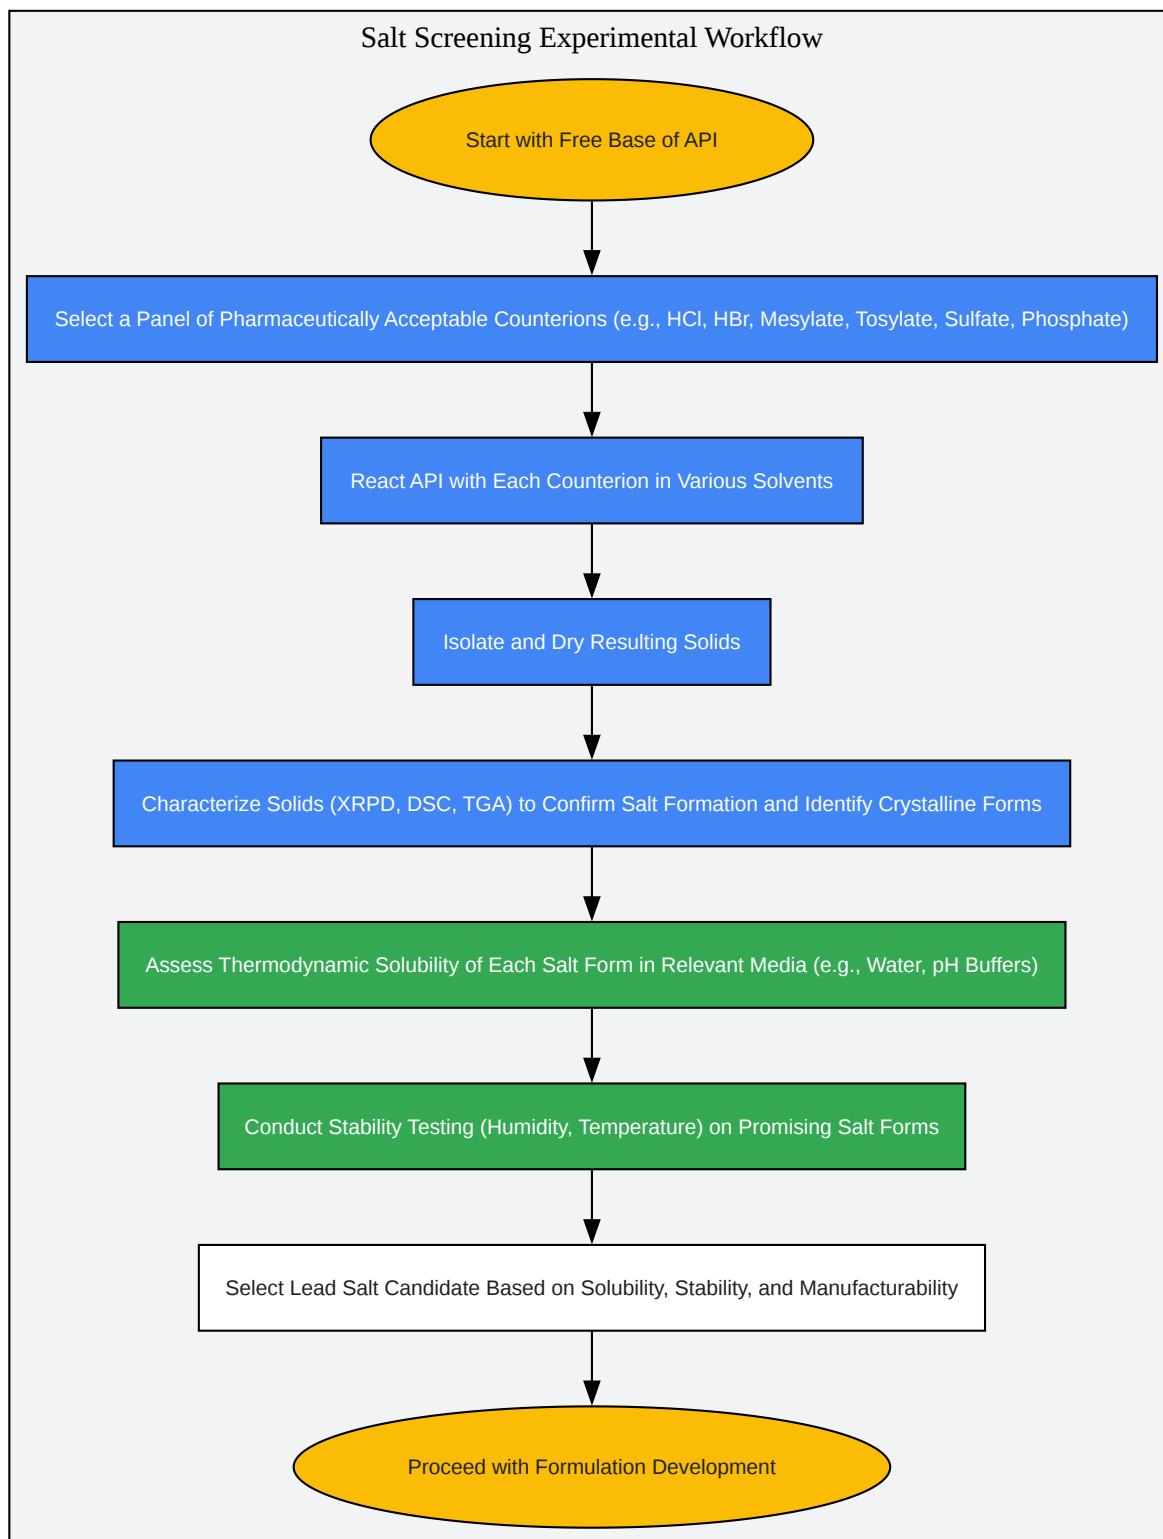 Salt Screening Experimental Workflow
Start with Free Base of API
Select a Panel of Pharmaceutically Acceptable Counterions (e.g., HCl, HBr, Mesylate, Tosylate, Sulfate, Phosphate)
React API with Each Counterion in Various Solvents
Isolate and Dry Resulting Solids
Characterize Solids (XRPD, DSC, TGA) to Confirm Salt Formation and Identify Crystalline Forms
Assess Thermodynamic Solubility of Each Salt Form in Relevant Media (e.g., Water, pH Buffers)
Conduct Stability Testing (Humidity, Temperature) on Promising Salt Forms
Select Lead Salt Candidate Based on Solubility, Stability, and Manufacturability
Proceed with Formulation Development